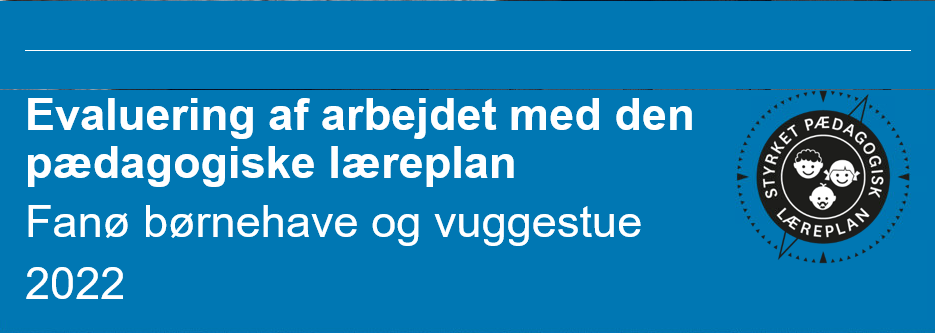 Evaluering af arbejdet med den
pædagogiske læreplan
Fanø børnehave og vuggestue
2022
STYRKET PÆDAGOGISK
LÆREPLAN